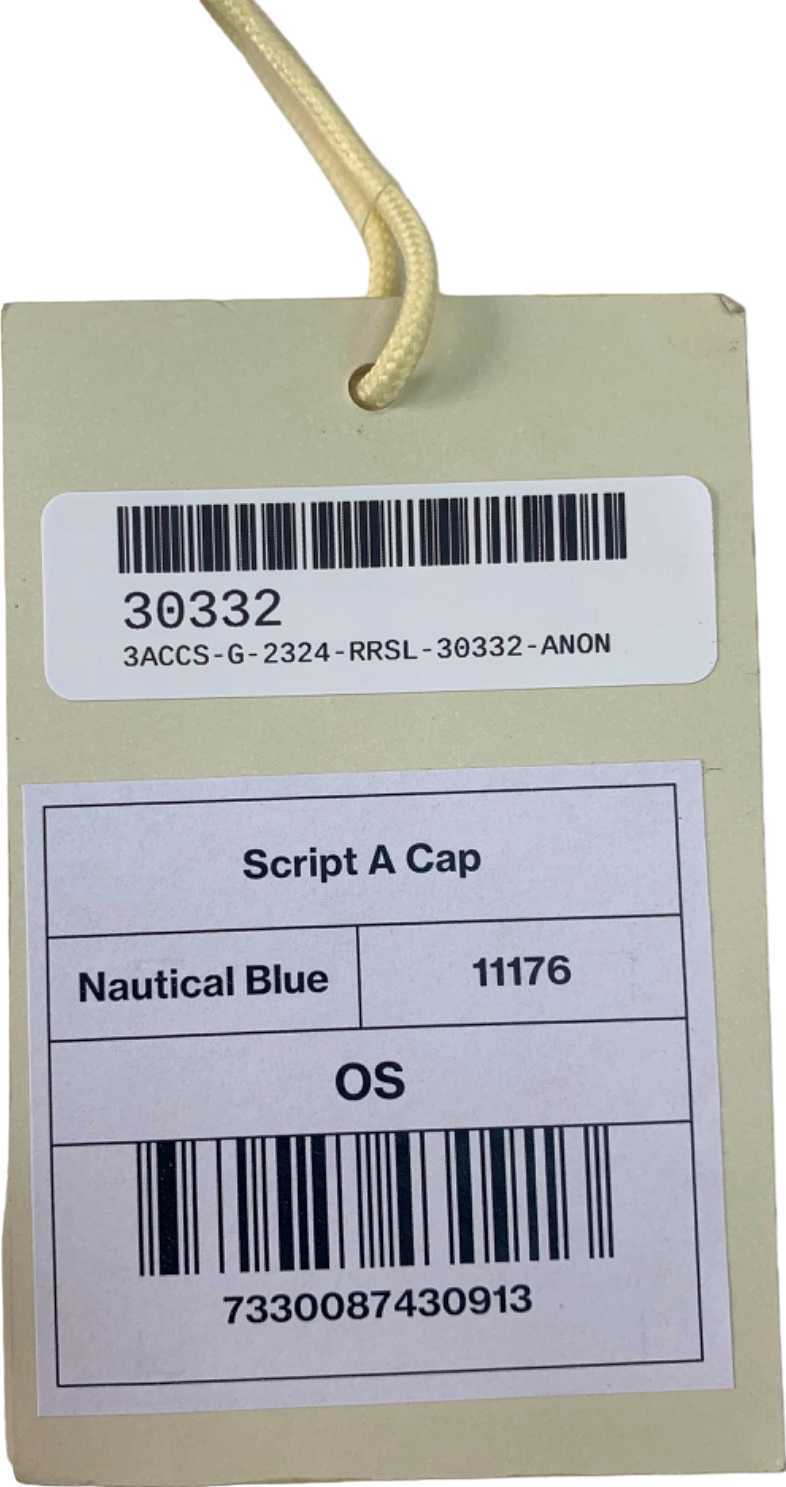 30332
3ACCS-G-2324-RRSL-30332-ANON
Script A Cap
Nautical Blue 11176
OS
7330087430913